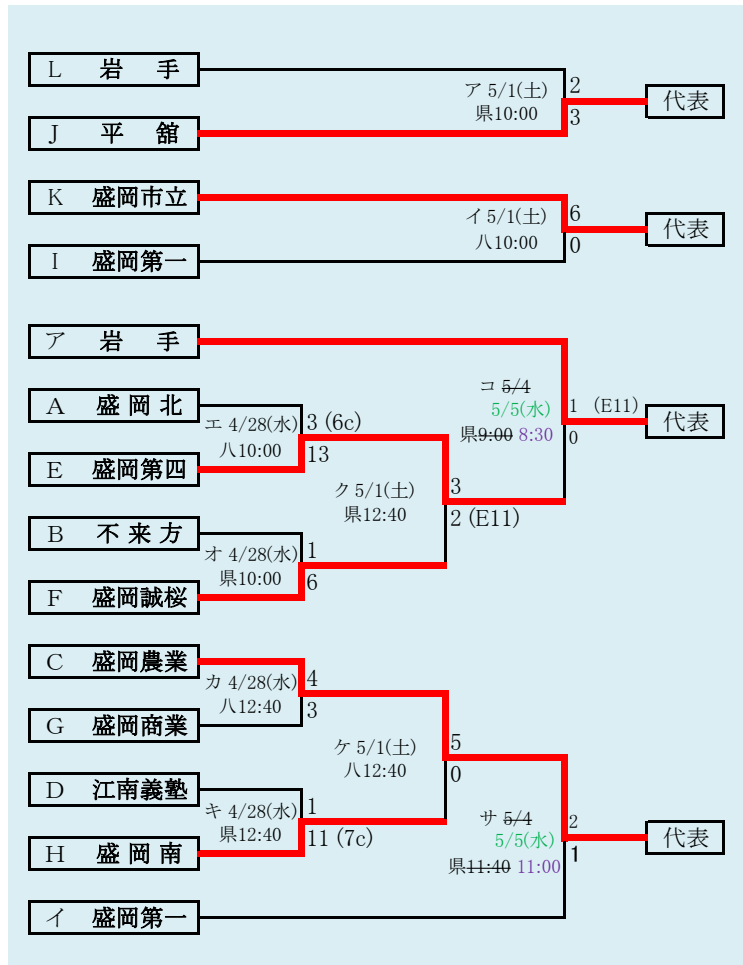 L 岩 手
ア 5/1(土) 2
県10:00 3
代表
J 平 舘
K 盛岡市立
イ 5/1(土) 6
八10:00 0
代表
I 盛岡第一
ア 岩 手
コ 5/4
5/5(水) 1 (E11)
県9:00 8:30 0
代表
A 盛 岡 北
エ 4/28(水) 3 (6c)
八10:00 13
E 盛岡第四
ク 5/1(土) 3
県12:40 2 (E11)
B 不 来 方
オ 4/28(水) 1
県10:00 6
F 盛岡誠桜
C 盛岡農業
カ 4/28(水) 4
八12:40 3
G 盛岡商業
ケ 5/1(土) 5
八12:40 0
D 江南義塾
キ 4/28(水) 1
県12:40 11 (7c)
H 盛 岡 南
サ 5/4 2
5/5(水) 1
県11:40 11:00
代表
イ 盛岡第一